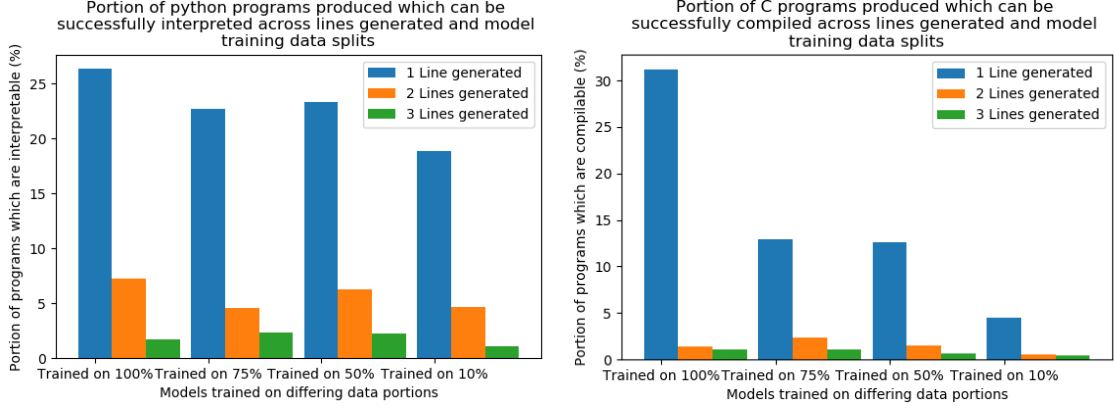 Portion of python programs produced which can be
successfully interpreted across lines generated and model
training data splits
Portion of programs which are interpretable (%)
25
20
15
10
5
0
1 Line generated
2 Lines generated
3 Lines generated
Trained on 100%
Trained on 75%
Trained on 50%
Trained on 10%
Models trained on differing data portions
Portion of C programs produced which can be
successfully compiled across lines generated and model
training data splits
Portion of programs which are compilable (%)
30
25
20
15
10
5
0
1 Line generated
2 Lines generated
3 Lines generated
Trained on 100%
Trained on 75%
Trained on 50%
Trained on 10%
Models trained on differing data portions